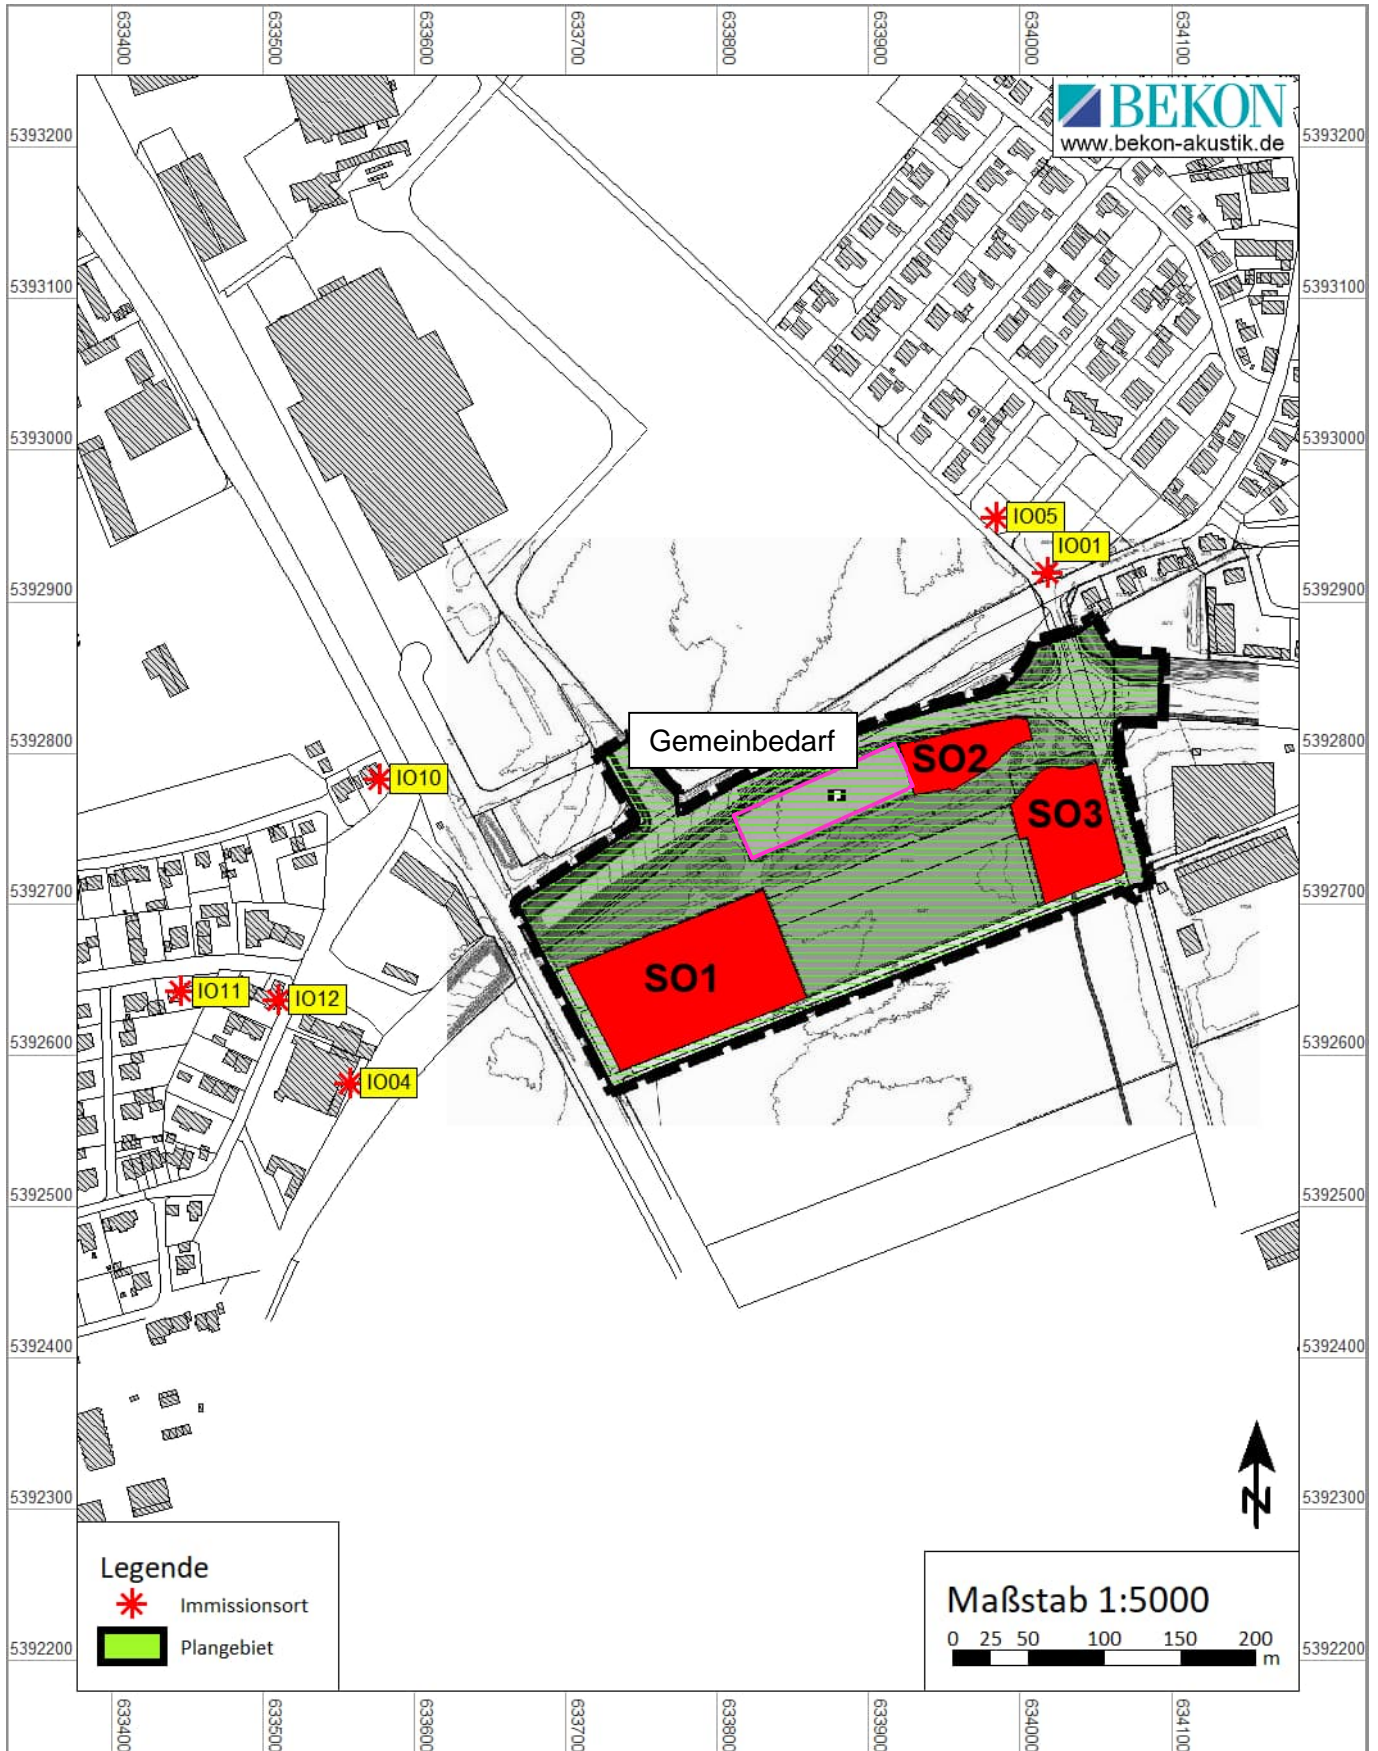 633400
633500
633600
633700
633800
633900
634000
634100
BEKON
www.bekon-akustik.de
5393200
5393200
5393100
5393100
5393000
5393000
IO05
IO01
5392900
5392900
Gemeinbedarf
5392800
5392800
SO2
IO10
F
SO3
5392700
5392700
SO1
IO11
IO12
5392600
5392600
IO04
5392500
5392500
5392400
5392400
N
5392300
5392300
Legende
Immissionsort
Plangebiet
Maßstab 1:5000
0 25 50 100 150 200
m
5392200
5392200
633400
633500
633600
633700
633800
633900
634000
634100